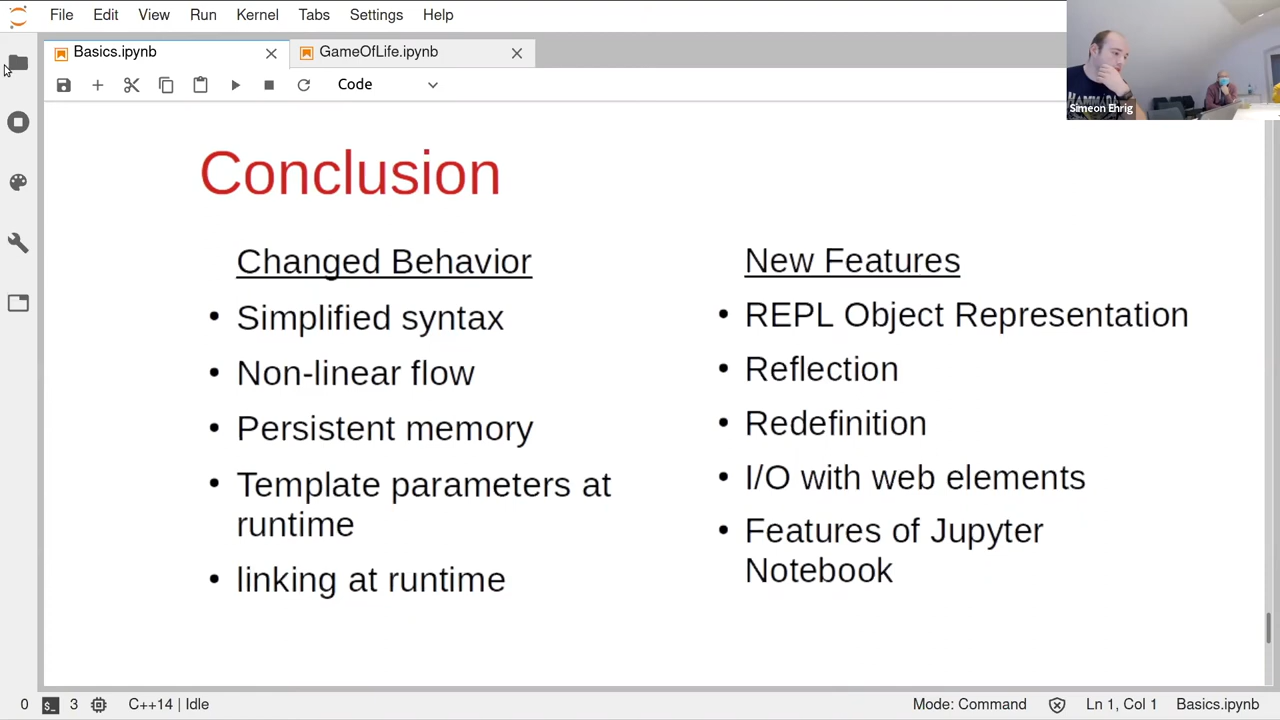 File Edit View Run Kernel Tabs Settings Help
Basics.ipynb
GameOfLife.ipynb
Code
Simeon Ehrig
Conclusion
Changed Behavior
• Simplified syntax
• Non-linear flow
• Persistent memory
• Template parameters at
runtime
• linking at runtime
New Features
• REPL Object Representation
• Reflection
• Redefinition
• I/O with web elements
• Features of Jupyter
Notebook
0 $_ 3 C++14 | Idle Mode: Command Ln 1, Col 1 Basics.ipynb